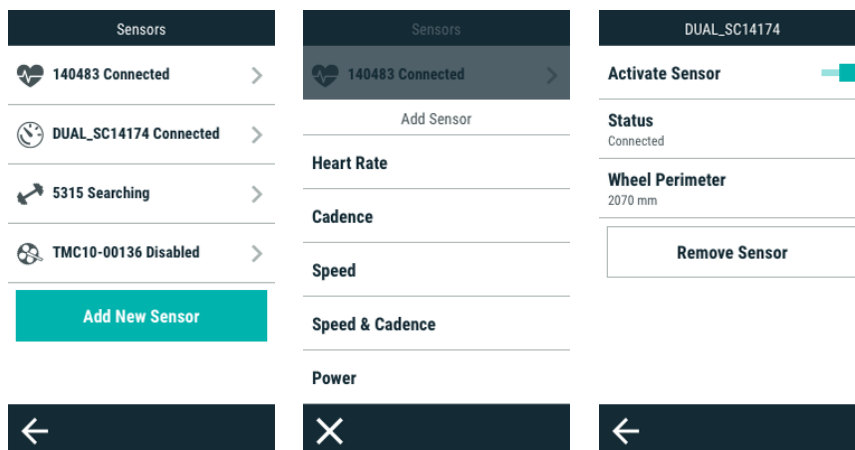 Sensors
140483 Connected
DUAL_SC14174 Connected
5315 Searching
TMC10-00136 Disabled
Add New Sensor
Sensors
140483 Connected
Add Sensor
Heart Rate
Cadence
Speed
Speed & Cadence
Power
DUAL_SC14174
Activate Sensor
Status
Connected
Wheel Perimeter
2070 mm
Remove Sensor